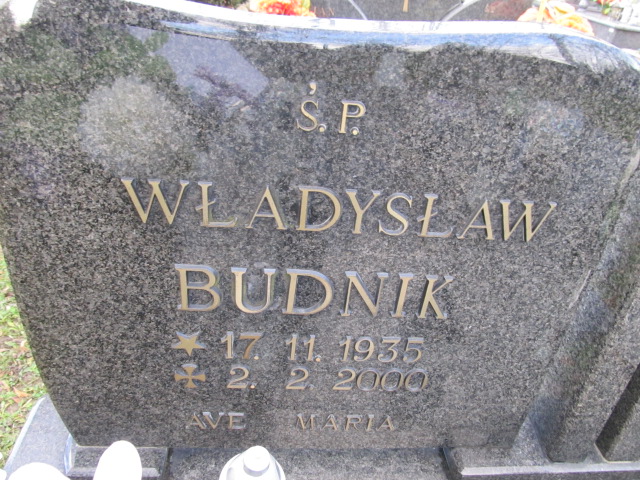 Ś.P.
WŁADYSŁAW
BUDNIK
★ 17. 11. 1935
✠ 2. 2. 2000
AVE MARIA